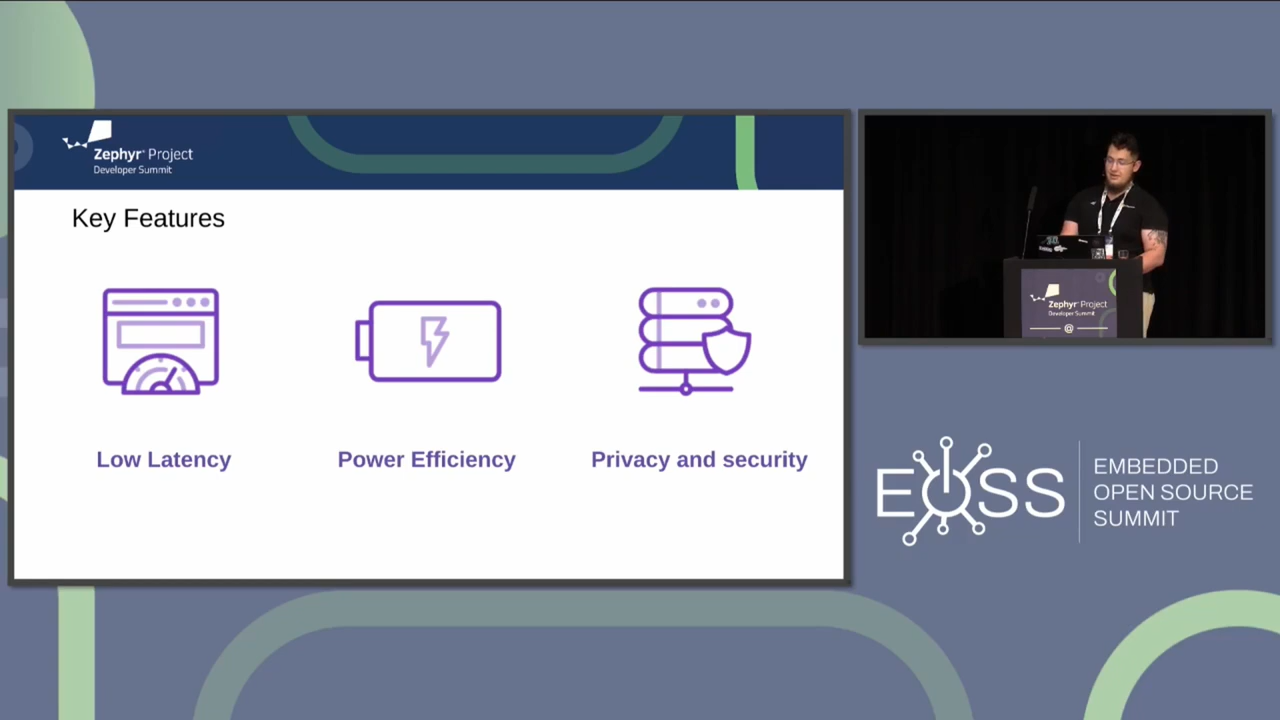 Zephyr® Project
Developer Summit
Key Features
Low Latency
Power Efficiency
Privacy and security
Zephyr® Project
Developer Summit
EOSS
EMBEDDED
OPEN SOURCE
SUMMIT